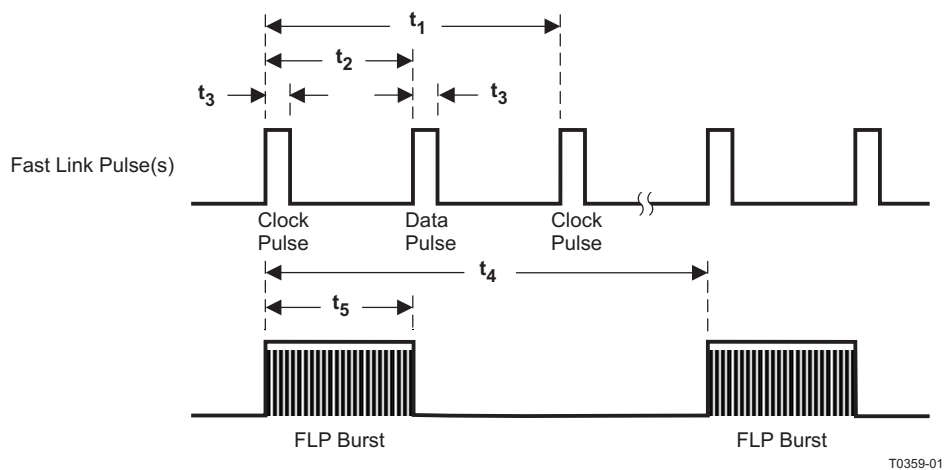 t1
t2
t3
t3
Fast Link Pulse(s)
Clock
Pulse
Data
Pulse
Clock
Pulse
t4
t5
FLP Burst
FLP Burst
T0359-01